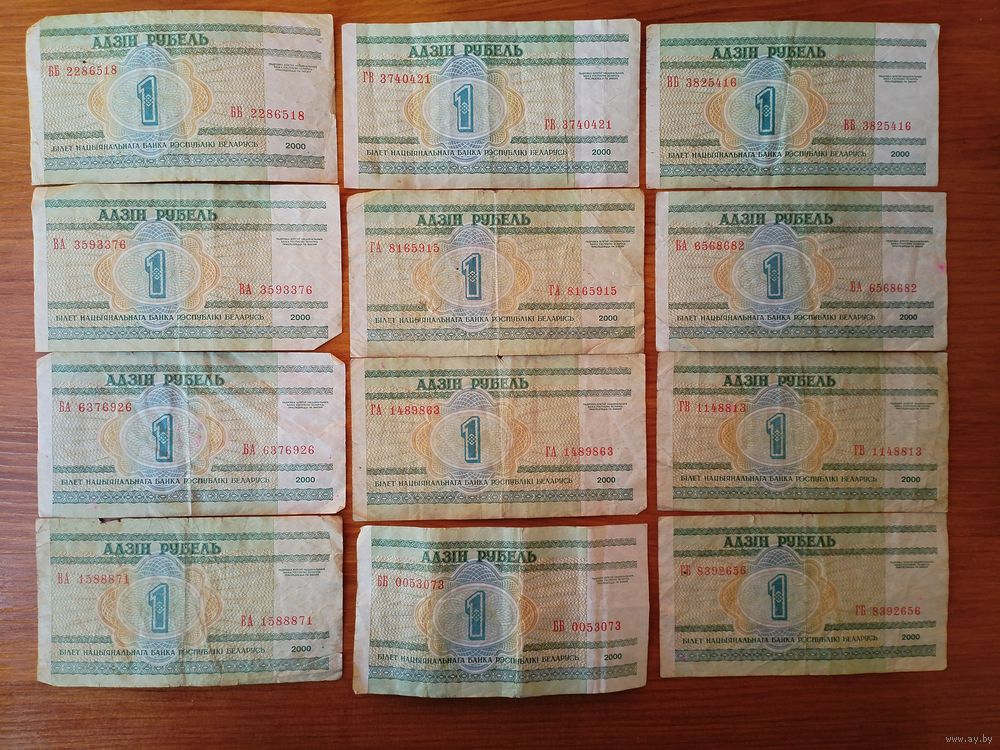 АДЗІН РУБЕЛЬ
ББ 2286518
1
ББ 2286518
БІЛЕТ НАЦЫЯНАЛЬНАГА БАНКА РЭСПУБЛІКІ БЕЛАРУСЬ 2000
АДЗІН РУБЕЛЬ
ГВ 3740421
1
ГВ 3740421
БІЛЕТ НАЦЫЯНАЛЬНАГА БАНКА РЭСПУБЛІКІ БЕЛАРУСЬ 2000
АДЗІН РУБЕЛЬ
ВБ 3825416
1
ВБ 3825416
БІЛЕТ НАЦЫЯНАЛЬНАГА БАНКА РЭСПУБЛІКІ БЕЛАРУСЬ 2000
АДЗІН РУБЕЛЬ
ВА 3593376
1
ВА 3593376
БІЛЕТ НАЦЫЯНАЛЬНАГА БАНКА РЭСПУБЛІКІ БЕЛАРУСЬ 2000
АДЗІН РУБЕЛЬ
ГА 8165915
1
ГА 8165915
БІЛЕТ НАЦЫЯНАЛЬНАГА БАНКА РЭСПУБЛІКІ БЕЛАРУСЬ 2000
АДЗІН РУБЕЛЬ
БА 6568682
1
БА 6568682
БІЛЕТ НАЦЫЯНАЛЬНАГА БАНКА РЭСПУБЛІКІ БЕЛАРУСЬ 2000
АДЗІН РУБЕЛЬ
БА 6376926
1
БА 6376926
БІЛЕТ НАЦЫЯНАЛЬНАГА БАНКА РЭСПУБЛІКІ БЕЛАРУСЬ 2000
АДЗІН РУБЕЛЬ
ГА 1489863
1
ГА 1489863
БІЛЕТ НАЦЫЯНАЛЬНАГА БАНКА РЭСПУБЛІКІ БЕЛАРУСЬ 2000
АДЗІН РУБЕЛЬ
ГВ 1148813
1
ГВ 1148813
БІЛЕТ НАЦЫЯНАЛЬНАГА БАНКА РЭСПУБЛІКІ БЕЛАРУСЬ 2000
АДЗІН РУБЕЛЬ
ВА 1588871
1
ВА 1588871
БІЛЕТ НАЦЫЯНАЛЬНАГА БАНКА РЭСПУБЛІКІ БЕЛАРУСЬ 2000
АДЗІН РУБЕЛЬ
ББ 0053073
1
ББ 0053073
БІЛЕТ НАЦЫЯНАЛЬНАГА БАНКА РЭСПУБЛІКІ БЕЛАРУСЬ 2000
АДЗІН РУБЕЛЬ
ГБ 8392656
1
ГБ 8392656
БІЛЕТ НАЦЫЯНАЛЬНАГА БАНКА РЭСПУБЛІКІ БЕЛАРУСЬ 2000
www.ay.by